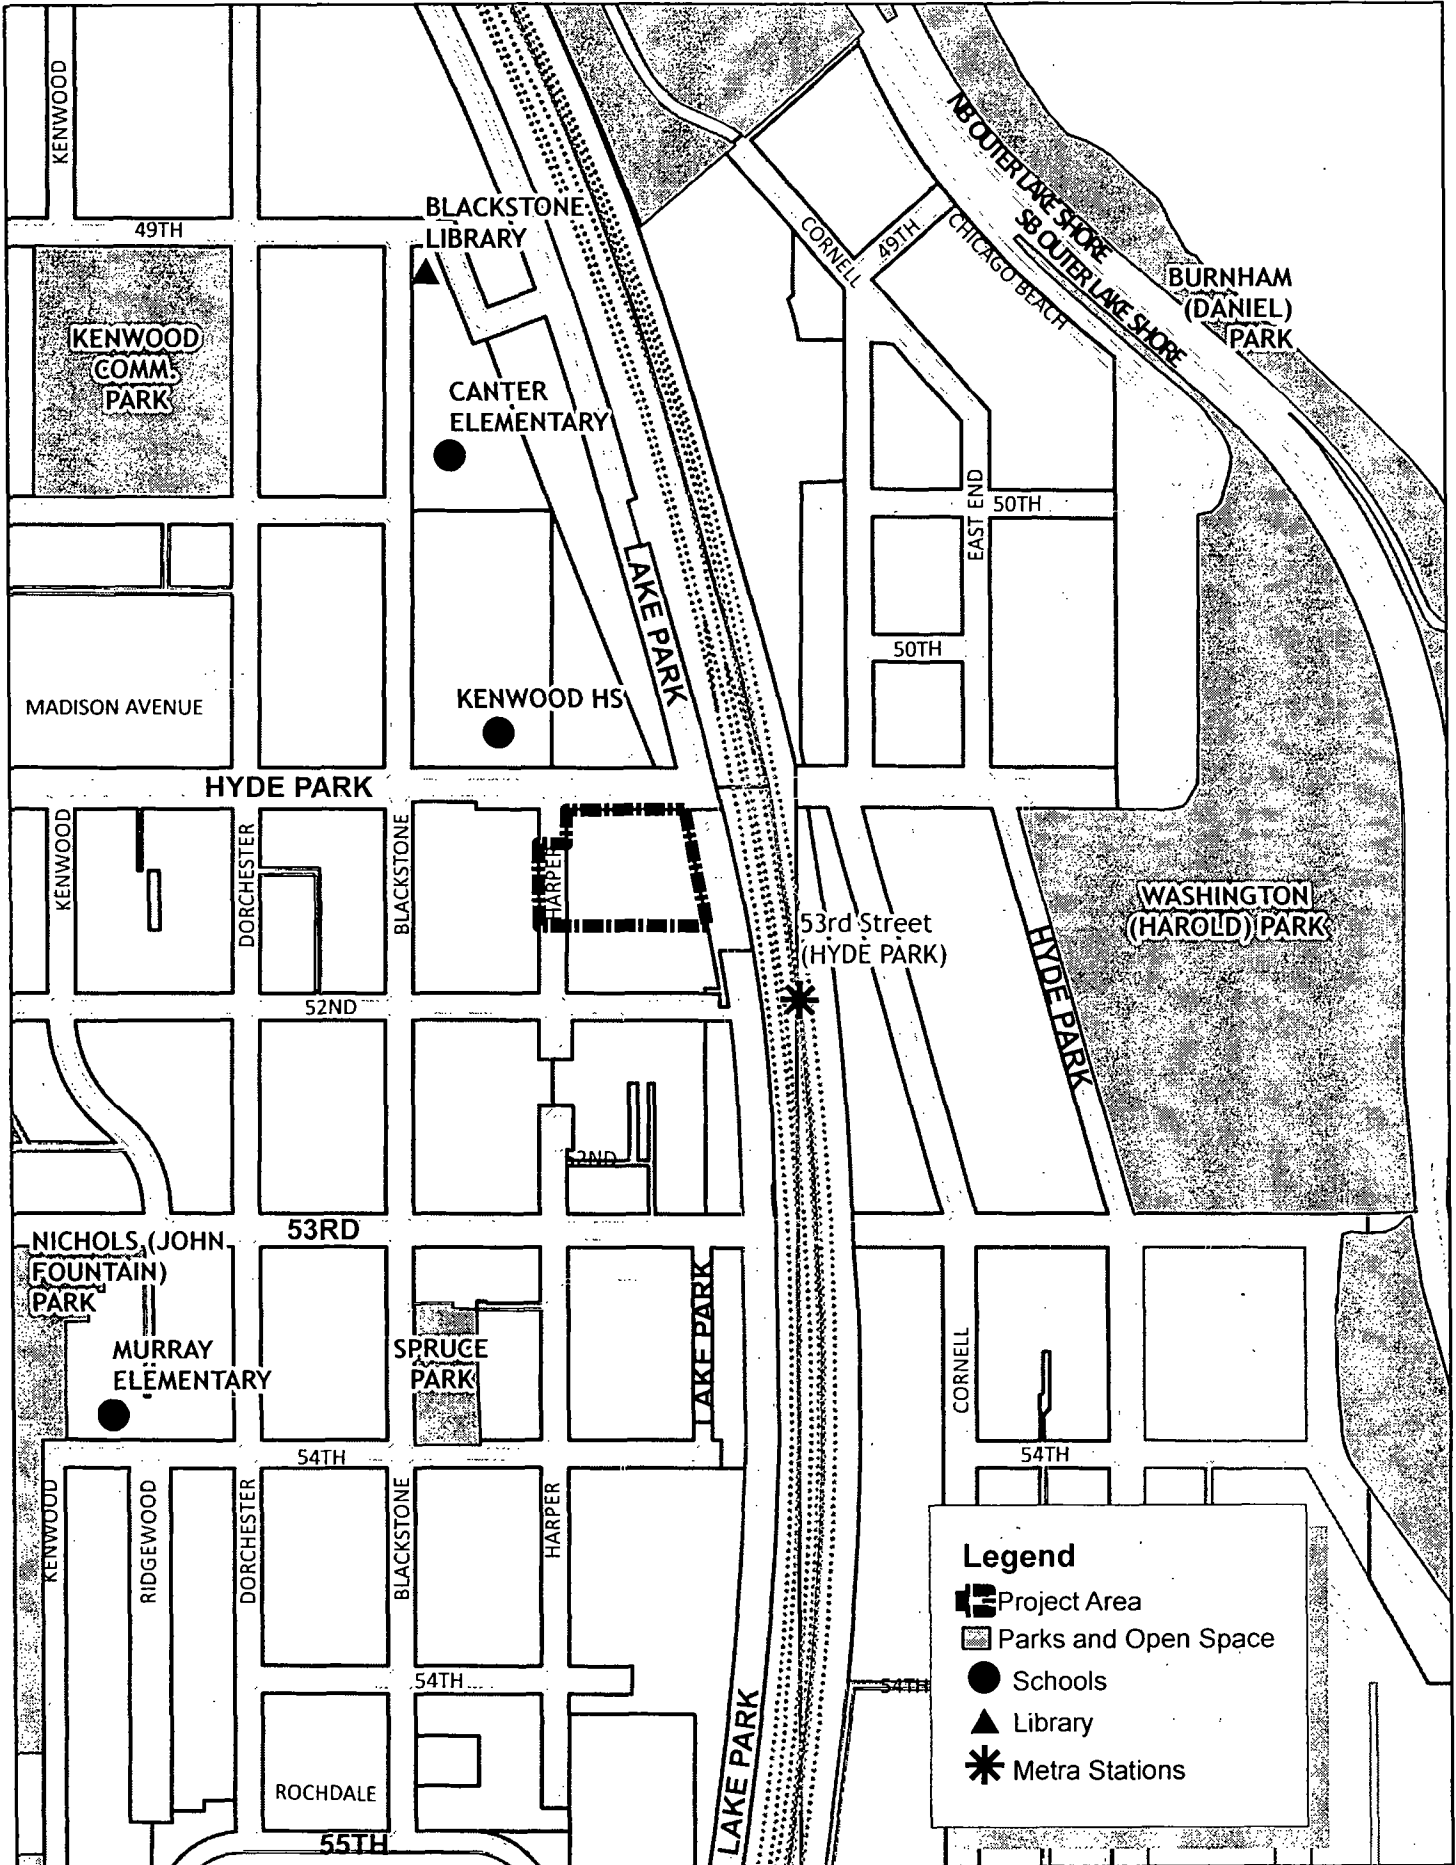 KENWOOD
NB OUTER LAKE SHORE
BLACKSTONE
LIBRARY
49TH
CORNELL
49TH
CHICAGO BEACH
SB OUTER LAKE SHORE
BURNHAM
(DANIEL)
PARK
KENWOOD
COMM.
PARK
CANTER
ELEMENTARY
EAST END
50TH
LAKE PARK
50TH
MADISON AVENUE
KENWOOD HS
HYDE PARK
KENWOOD
DORCHESTER
BLACKSTONE
HARPER
53rd Street
(HYDE PARK)
WASHINGTON
(HAROLD) PARK
HYDE PARK
52ND
52ND
53RD
NICHOLS (JOHN
FOUNTAIN)
PARK
MURRAY
ELEMENTARY
SPRUCE
PARK
LAKE PARK
CORNELL
54TH
54TH
KENWOOD
RIDGEWOOD
DORCHESTER
BLACKSTONE
HARPER
54TH
54TH
LAKE PARK
ROCHDALE
55TH
Legend
Project Area
Parks and Open Space
Schools
Library
Metra Stations